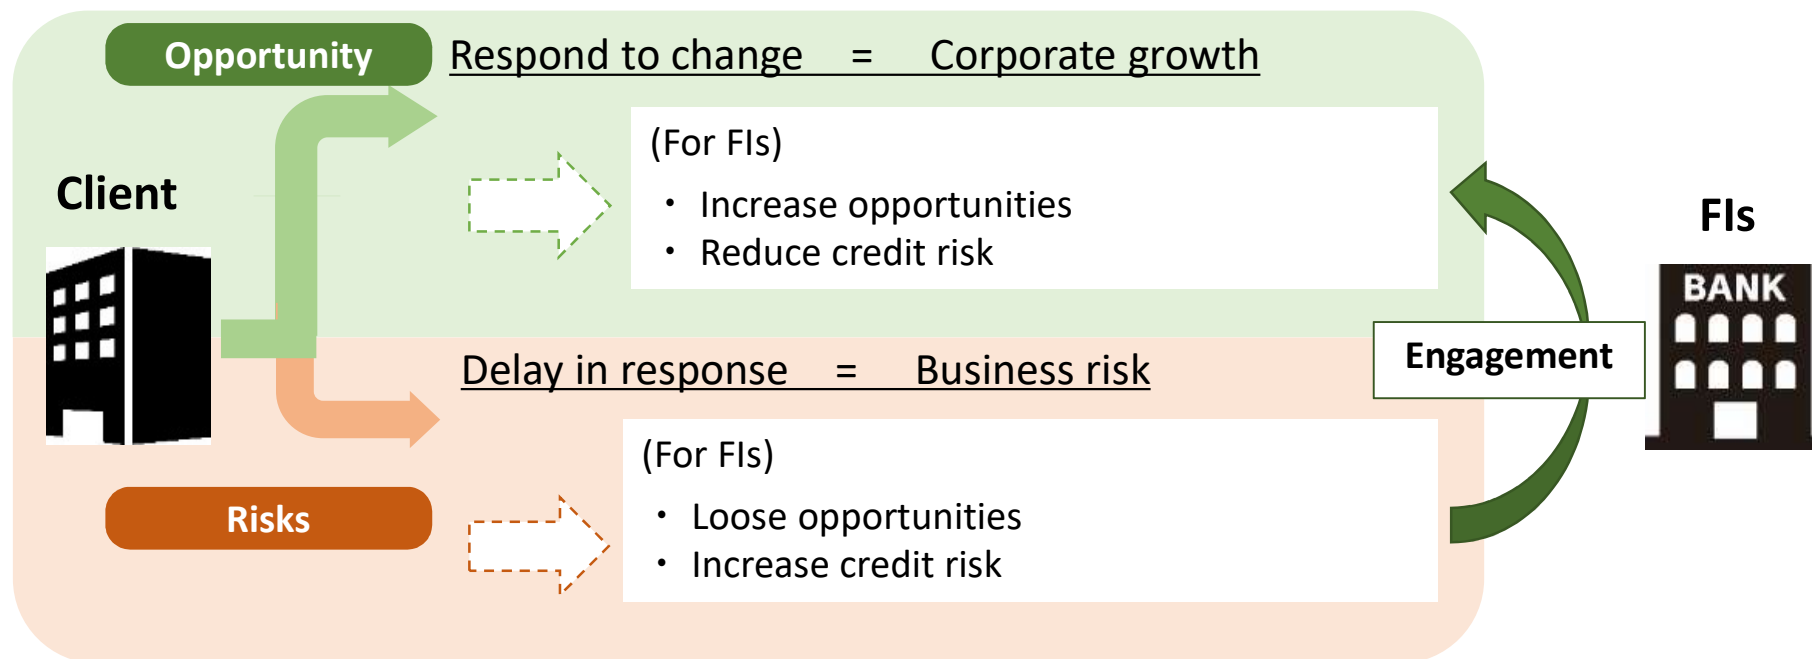 Opportunity
Respond to change = Corporate growth
(For FIs)
・ Increase opportunities
・ Reduce credit risk
Client
FIs
BANK
Engagement
Delay in response = Business risk
(For FIs)
・ Loose opportunities
・ Increase credit risk
Risks